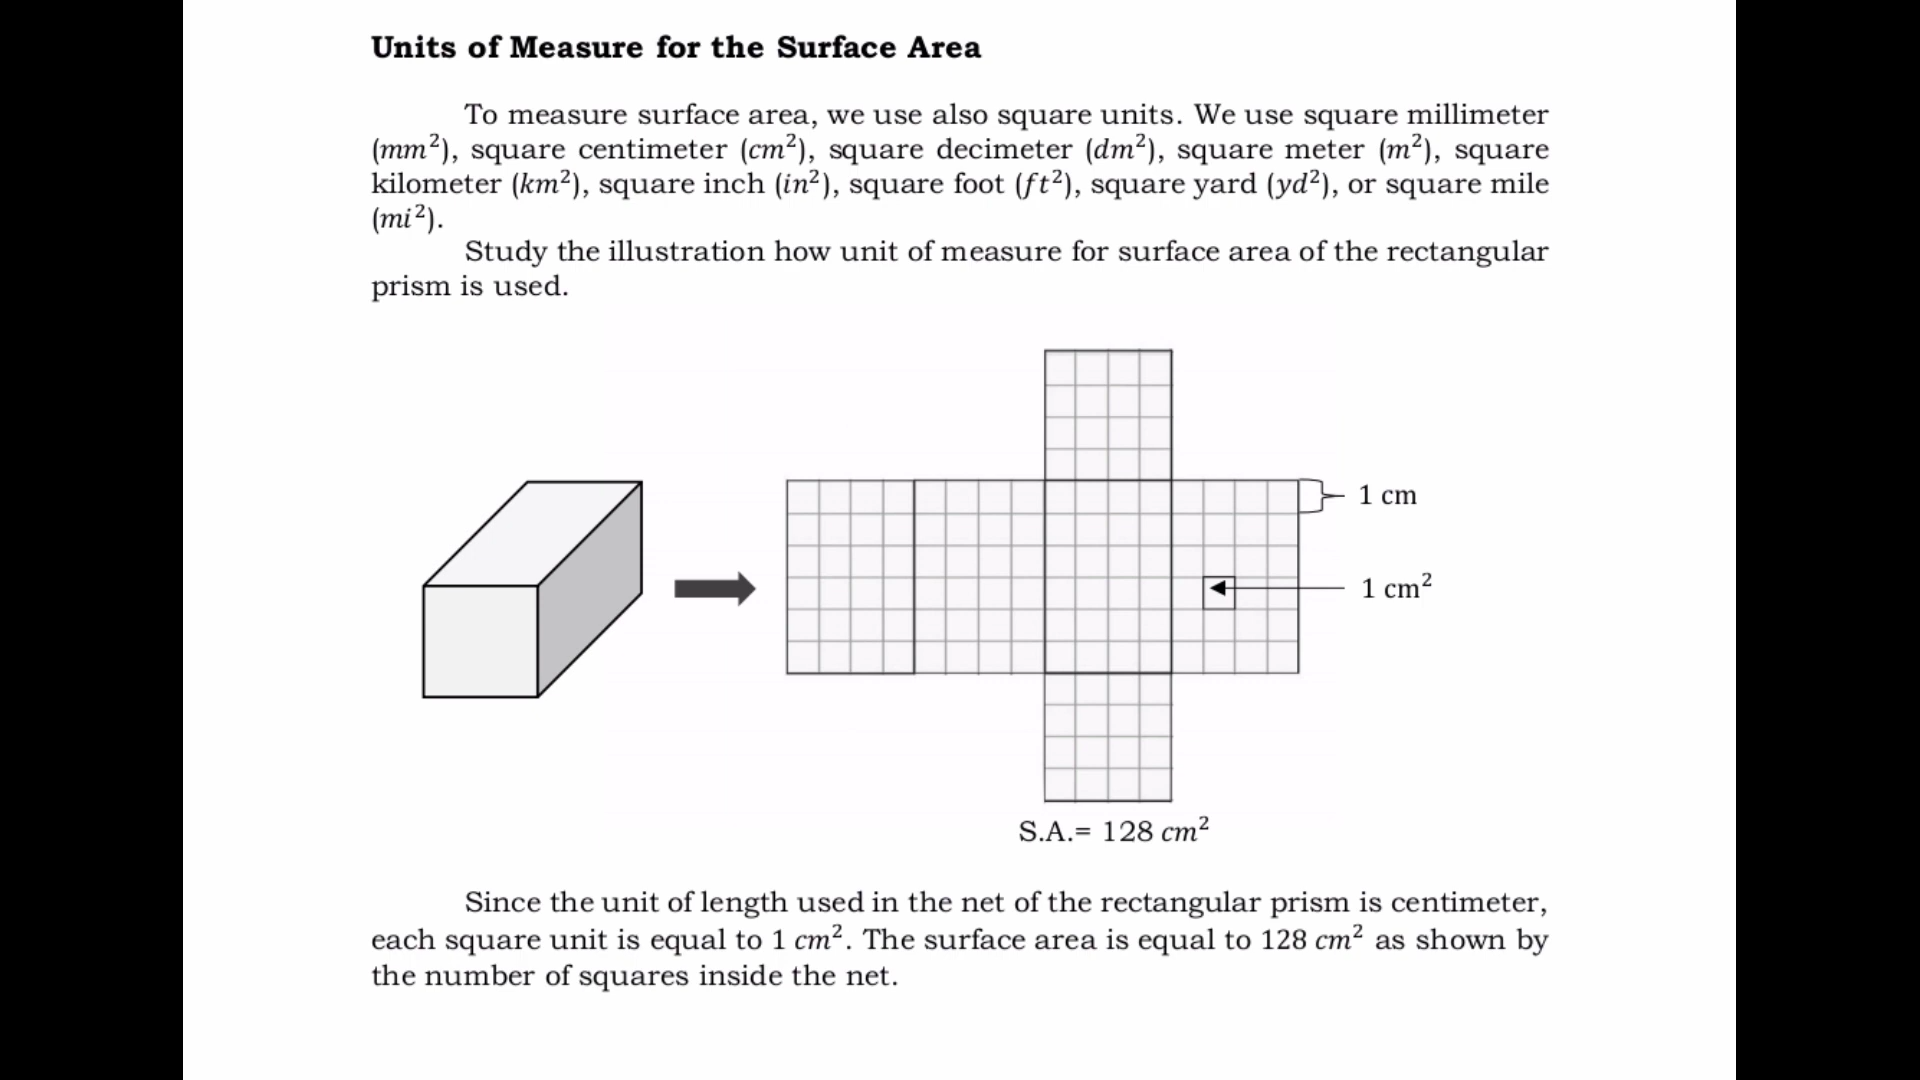 Units of Measure for the Surface Area
To measure surface area, we use also square units. We use square millimeter
(mm²), square centimeter (cm²), square decimeter (dm²), square meter (m²), square
kilometer (km²), square inch (in²), square foot (ft²), square yard (yd²), or square mile
(mi²).
Study the illustration how unit of measure for surface area of the rectangular
prism is used.
1 cm
1 cm²
S.A.= 128 cm²
Since the unit of length used in the net of the rectangular prism is centimeter,
each square unit is equal to 1 cm². The surface area is equal to 128 cm² as shown by
the number of squares inside the net.